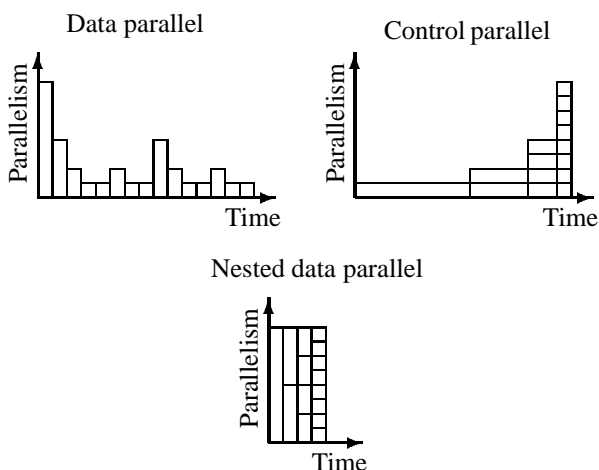 Data parallel
Parallelism
Time
Control parallel
Parallelism
Time
Nested data parallel
Parallelism
Time